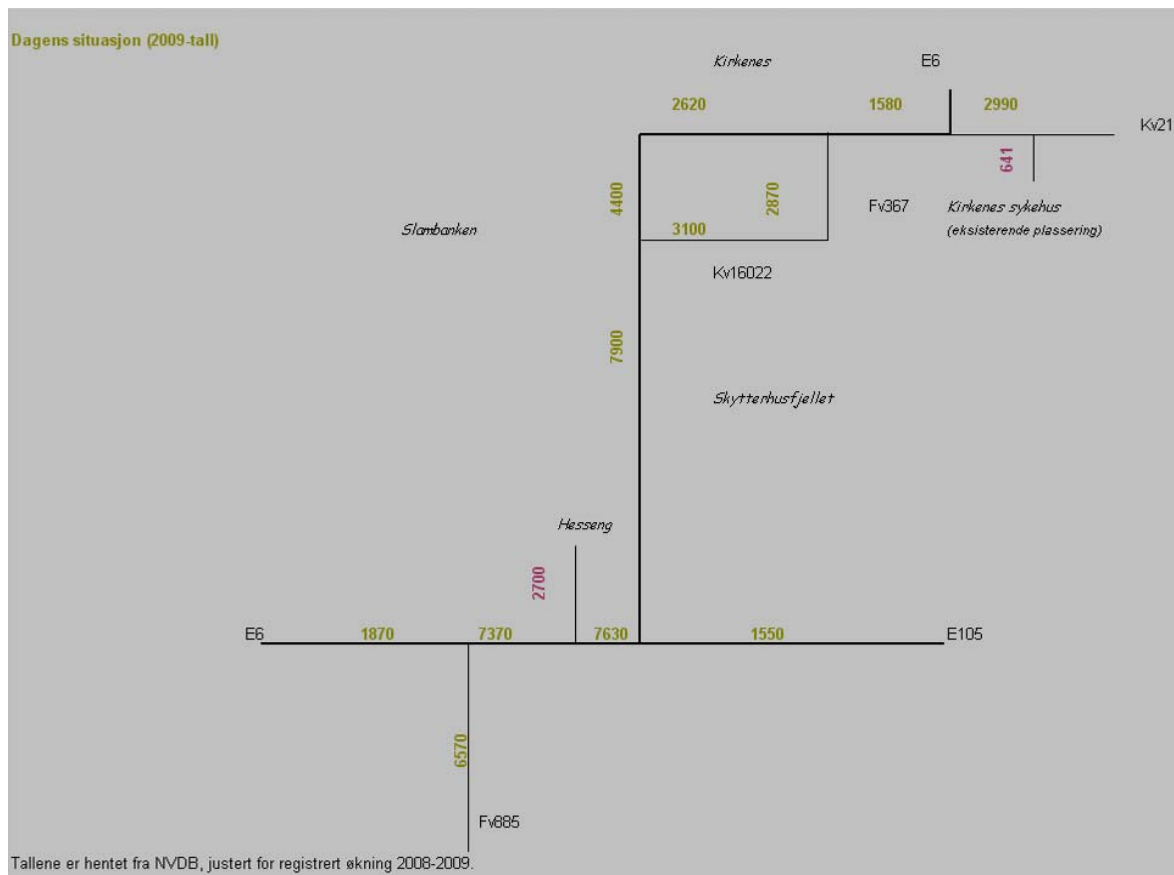 Dagens situasjon (2009-tall)
Kirkenes
E6
2620
1580
2990
Kv21
641
4400
2870
Fv367
Kirkenes sykehus
(eksisterende plassering)
Slambanken
3100
Kv16022
7900
Skytterhusfjellet
Hesseng
2700
E6
1870
7370
7630
1550
E105
6570
Fv885
Tallene er hentet fra NVDB, justert for registrert økning 2008-2009.